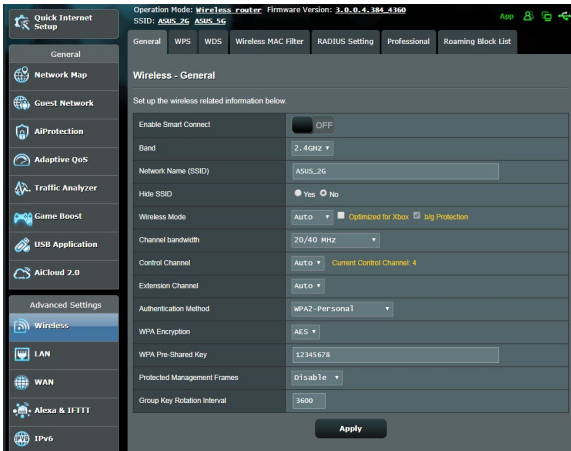 Quick Internet
Setup
Operation Mode: Wireless router Firmware Version: 3.0.0.4.384_4360
SSID: ASUS_2G ASUS_5G
App
General
WPS
WDS
Wireless MAC Filter
RADIUS Setting
Professional
Roaming Block List
General
Network Map
Guest Network
AiProtection
Adaptive QoS
Traffic Analyzer
Game Boost
USB Application
AiCloud 2.0
Advanced Settings
Wireless
LAN
WAN
Alexa & IFTTT
IPv6
Wireless - General
Set up the wireless related information below.
Enable Smart Connect OFF
Band 2.4GHz
Network Name (SSID) ASUS_2G
Hide SSID Yes No
Wireless Mode Auto Optimized for Xbox b/g Protection
Channel bandwidth 20/40 MHz
Control Channel Auto Current Control Channel: 4
Extension Channel Auto
Authentication Method WPA2-Personal
WPA Encryption AES
WPA Pre-Shared Key 12345678
Protected Management Frames Disable
Group Key Rotation Interval 3600
Apply